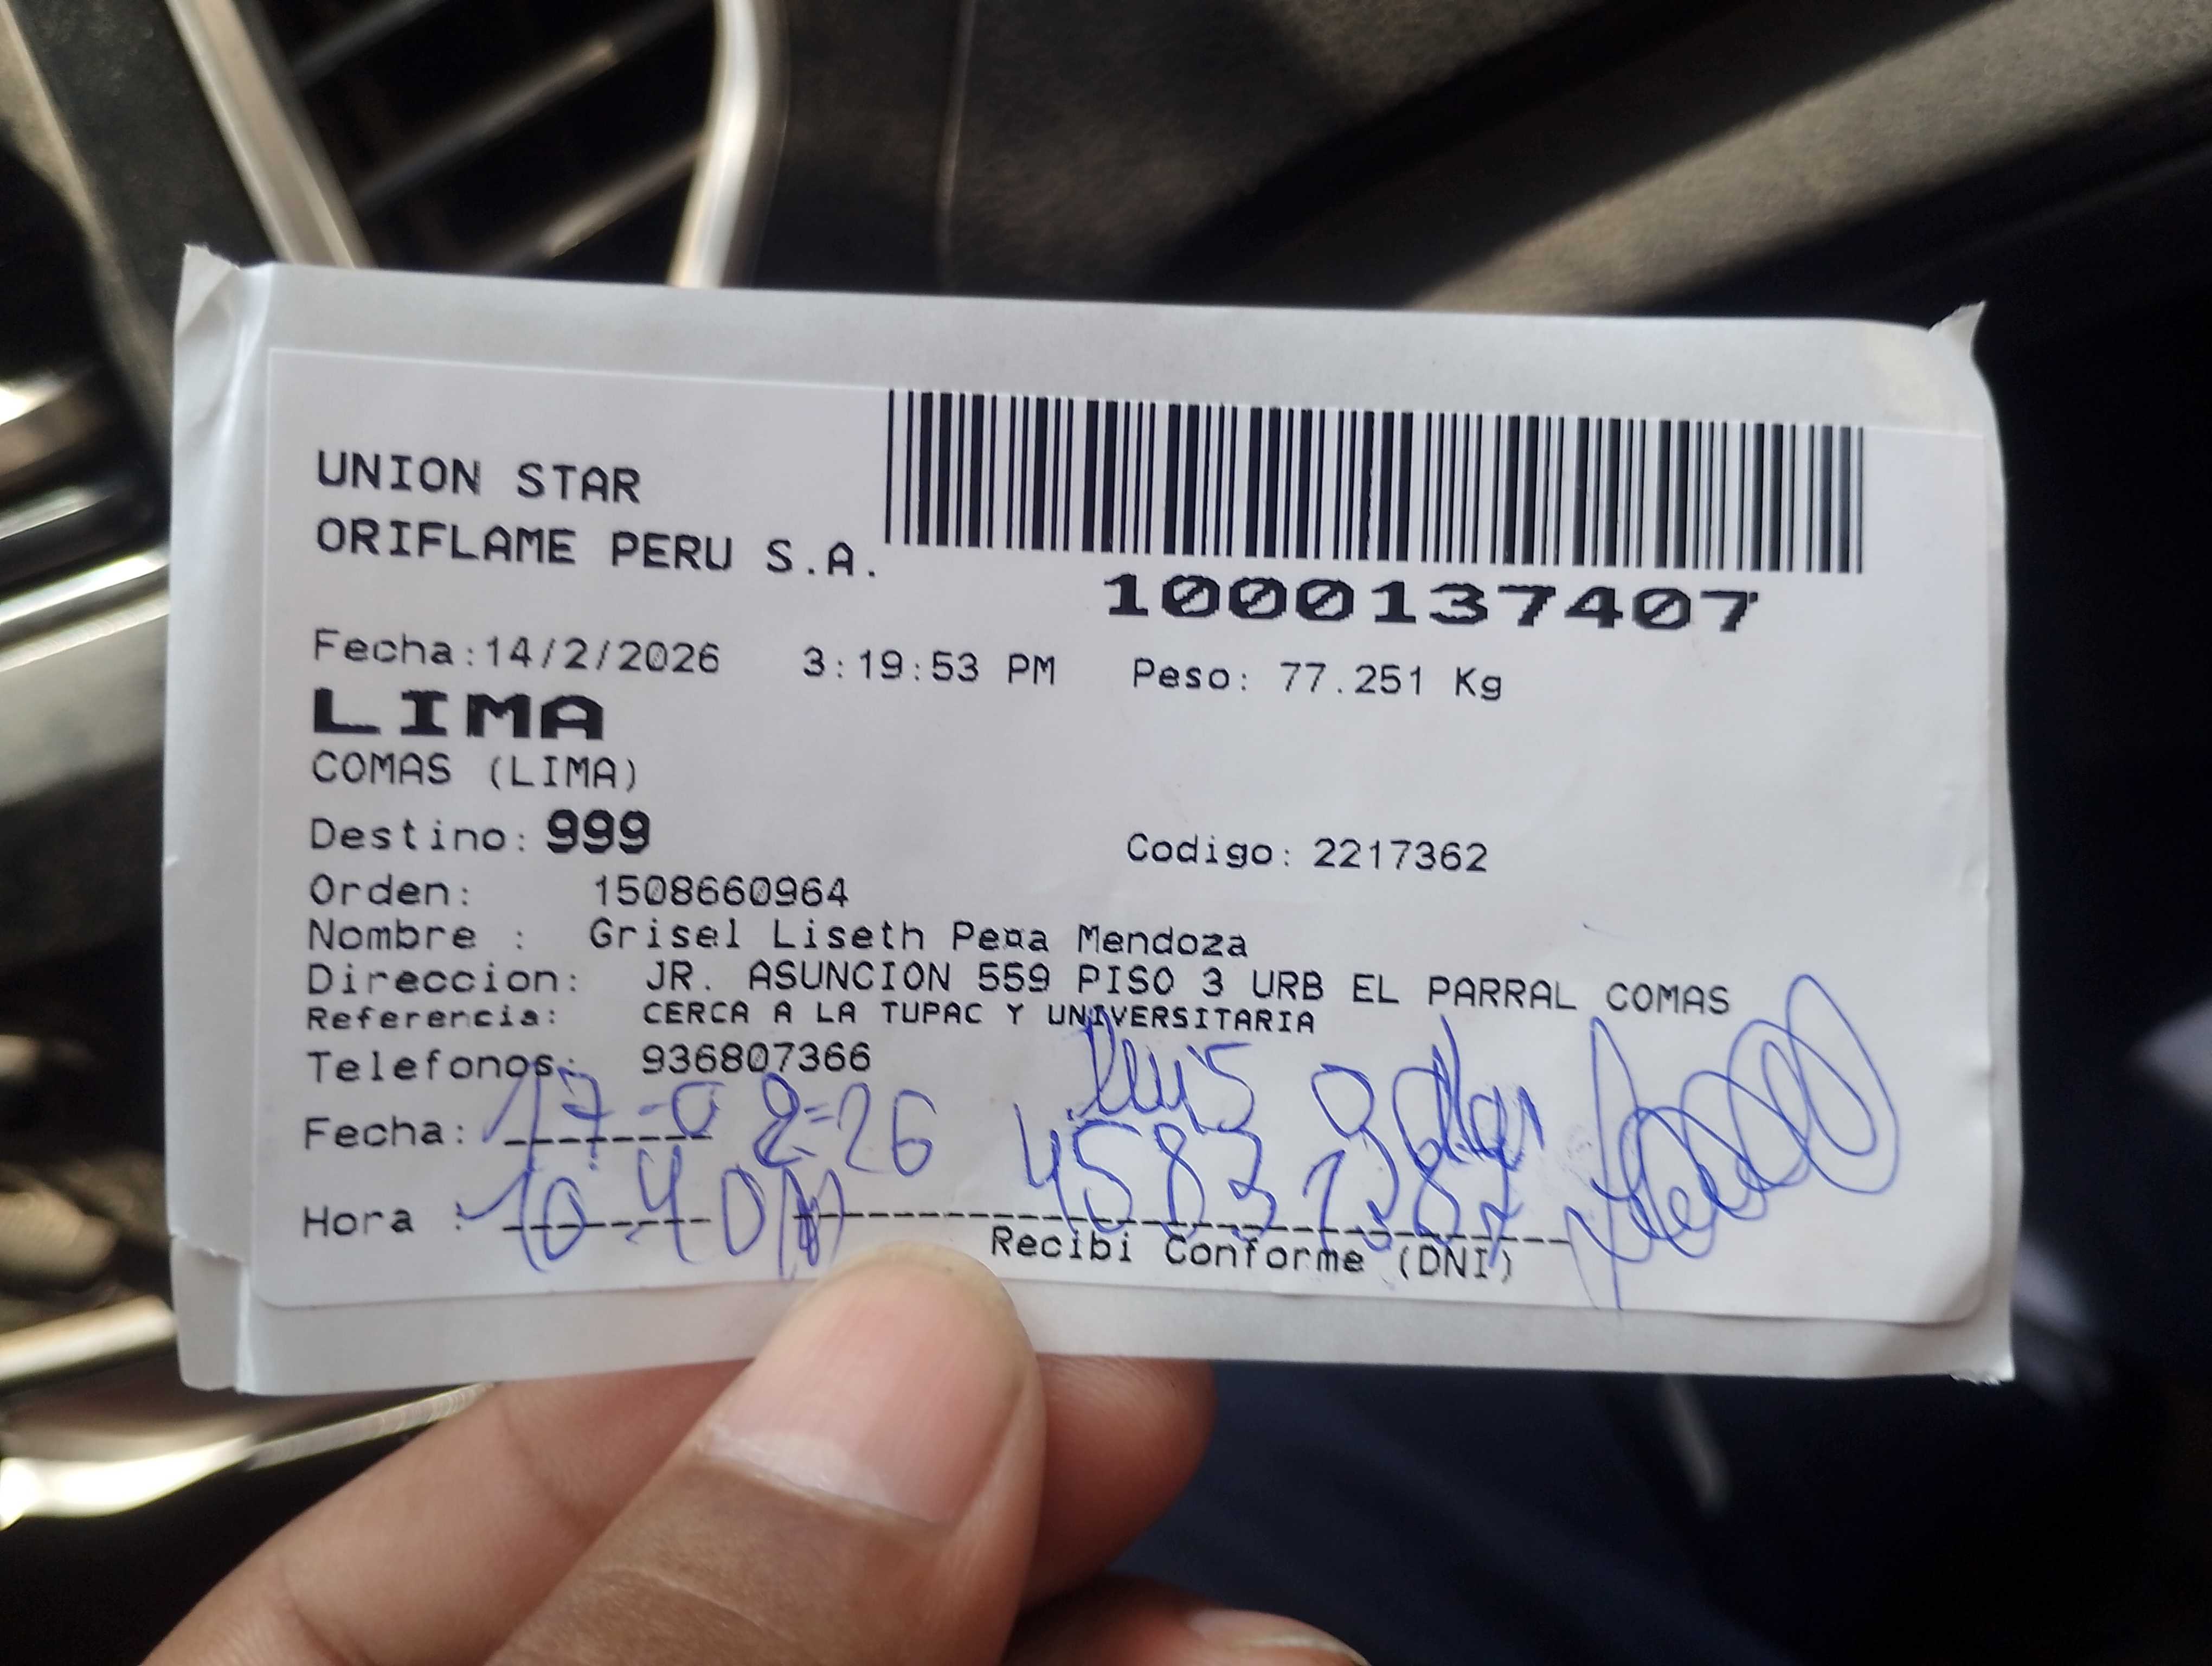 UNION STAR
ORIFLAME PERU S.A.
1000137407
Fecha:14/2/2026 3:19:53 PM Peso: 77.251 Kg
LIMA
COMAS (LIMA)
Destino: 999 Codigo: 2217362
Orden: 1508660964
Nombre : Grisel Liseth Peña Mendoza
Direccion: JR. ASUNCION 559 PISO 3 URB EL PARRAL COMAS
Referencia: CERCA A LA TUPAC Y UNIVERSITARIA
Telefonos: 936807366
Luis
Fecha: 17-02-26
Hora : 10:40
Recibi Conforme (DNI)